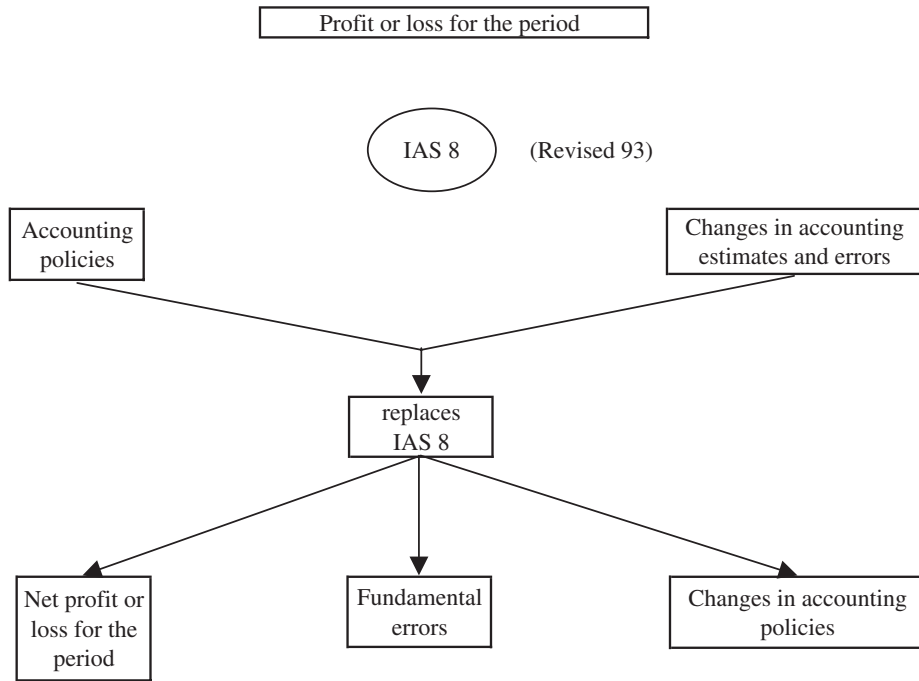 Profit or loss for the period
IAS 8
(Revised 93)
Accounting
policies
Changes in accounting
estimates and errors
replaces
IAS 8
Net profit or
loss for the
period
Fundamental
errors
Changes in accounting
policies